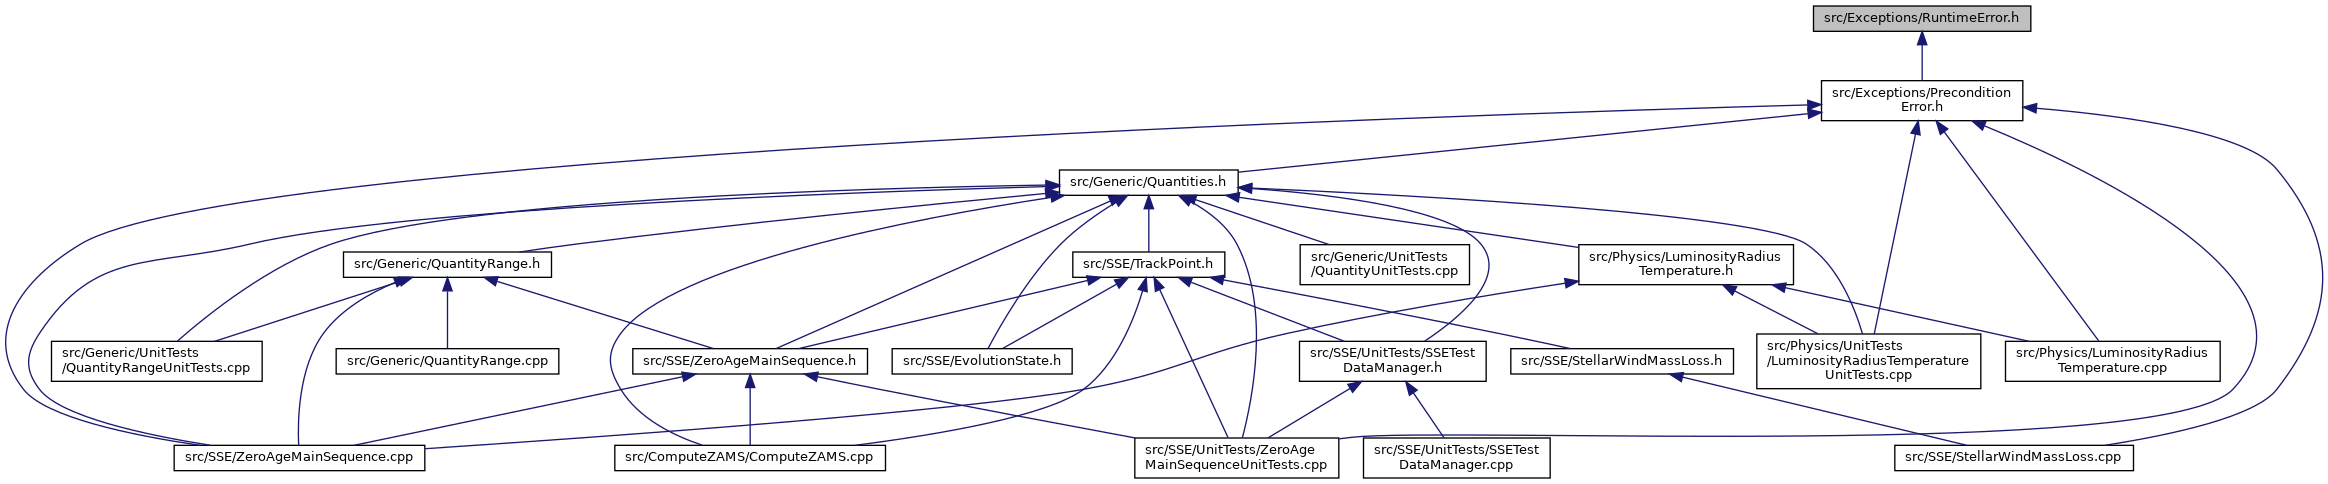 src/Exceptions/RuntimeError.h
src/Exceptions/Precondition
Error.h
src/Generic/Quantities.h
src/Generic/QuantityRange.h
src/SSE/TrackPoint.h
src/Generic/UnitTests
/QuantityUnitTests.cpp
src/Physics/LuminosityRadius
Temperature.h
src/Generic/UnitTests
/QuantityRangeUnitTests.cpp
src/Generic/QuantityRange.cpp
src/SSE/ZeroAgeMainSequence.h
src/SSE/EvolutionState.h
src/SSE/UnitTests/SSETest
DataManager.h
src/SSE/StellarWindMassLoss.h
src/Physics/UnitTests
/LuminosityRadiusTemperature
UnitTests.cpp
src/Physics/LuminosityRadius
Temperature.cpp
src/SSE/ZeroAgeMainSequence.cpp
src/ComputeZAMS/ComputeZAMS.cpp
src/SSE/UnitTests/ZeroAge
MainSequenceUnitTests.cpp
src/SSE/UnitTests/SSETest
DataManager.cpp
src/SSE/StellarWindMassLoss.cpp